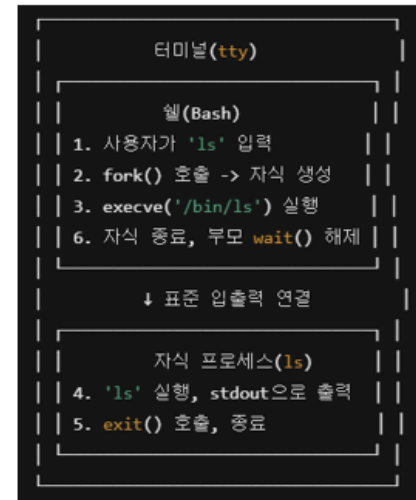 터미널(tty)
쉘(Bash)
1. 사용자가 'ls' 입력
2. fork() 호출 -> 자식 생성
3. execve('/bin/ls') 실행
6. 자식 종료, 부모 wait() 해제
↓ 표준 입출력 연결
자식 프로세스(ls)
4. 'ls' 실행, stdout으로 출력
5. exit() 호출, 종료